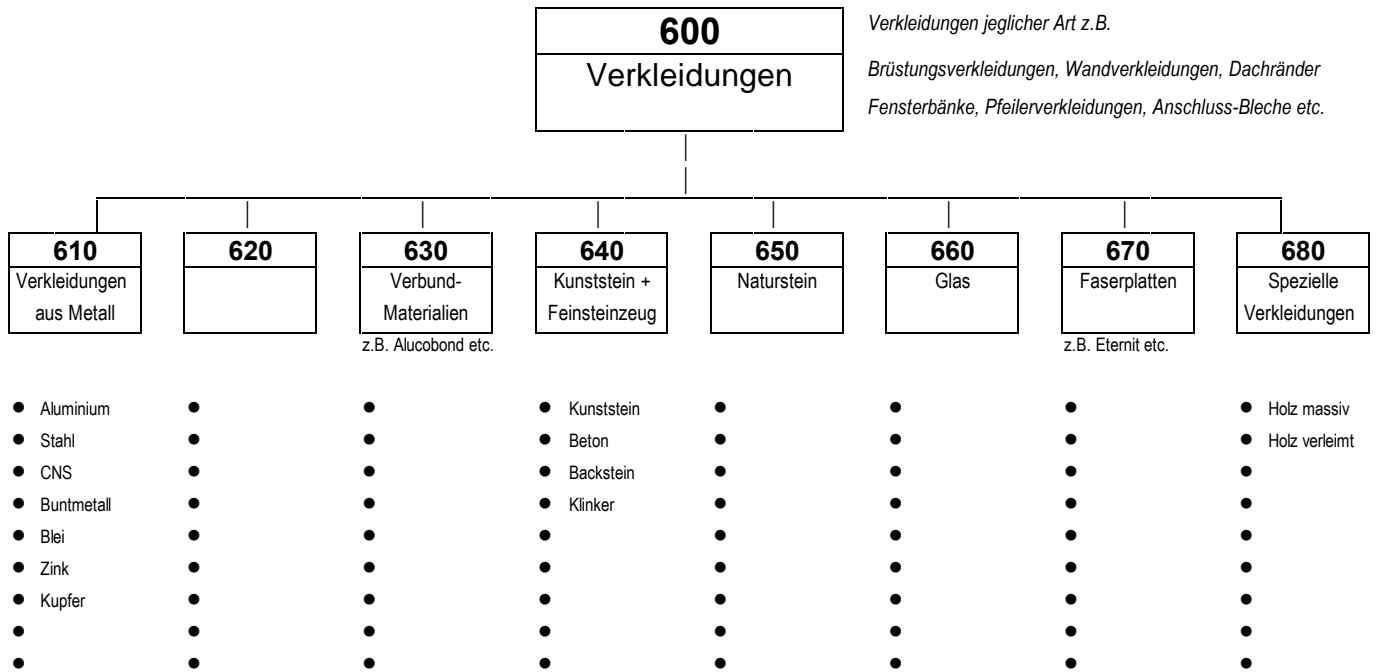 600
Verkleidungen
Verkleidungen jeglicher Art z.B.
Brüstungsverkleidungen, Wandverkleidungen, Dachränder
Fensterbänke, Pfeilerverkleidungen, Anschluss-Bleche etc.
610
Verkleidungen
aus Metall
620
630
Verbund-
Materialien
z.B. Alucobond etc.
640
Kunststein +
Feinsteinzeug
650
Naturstein
660
Glas
670
Faserplatten
z.B. Eternit etc.
680
Spezielle
Verkleidungen
● Aluminium
● Stahl
● CNS
● Buntmetall
● Blei
● Zink
● Kupfer
● Kunststein
● Beton
● Backstein
● Klinker
● Holz massiv
● Holz verleimt